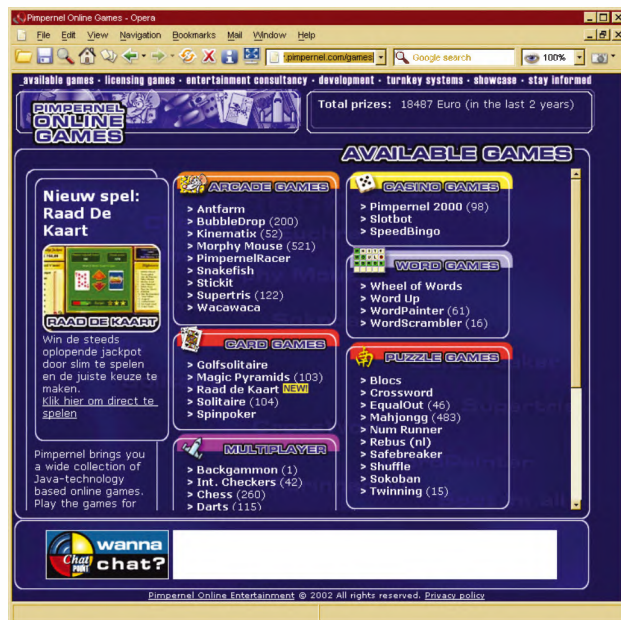 Pimpernel Online Games - Opera
File Edit View Navigation Bookmarks Mail Window Help
.pimpernel.com/games
Google search
100%
available games · licensing games · entertainment consultancy · development · turnkey systems · showcase · stay informed
PIMPERNEL
ONLINE
GAMES
Total prizes: 18487 Euro (in the last 2 years)
AVAILABLE GAMES
Nieuw spel:
Raad De
Kaart
RAAD DE KAART
Win de steeds
oplopende jackpot
door slim te spelen
en de juiste keuze te
maken.
Klik hier om direct te
spelen
Pimpernel brings you
a wide collection of
Java-technology
based online games.
Play the games for
ARCADE GAMES
> Antfarm
> BubbleDrop (200)
> Kinematix (52)
> Morphy Mouse (521)
> PimpernelRacer
> Snakefish
> Stickit
> Supertris (122)
> Wacawaca
CARD GAMES
> Golfsolitaire
> Magic Pyramids (103)
> Raad de Kaart NEW!
> Solitaire (104)
> Spinpoker
MULTIPLAYER
> Backgammon (1)
> Int. Checkers (42)
> Chess (260)
> Darts (115)
CASINO GAMES
> Pimpernel 2000 (98)
> Slotbot
> SpeedBingo
WORD GAMES
> Wheel of Words
> Word Up
> WordPainter (61)
> WordScrambler (16)
PUZZLE GAMES
> Blocs
> Crossword
> EqualOut (46)
> Mahjongg (483)
> Num Runner
> Rebus (nl)
> Safebreaker
> Shuffle
> Sokoban
> Twinning (15)
Chat
POINT
wanna
chat?
Pimpernel Online Entertainment © 2002 All rights reserved. Privacy policy